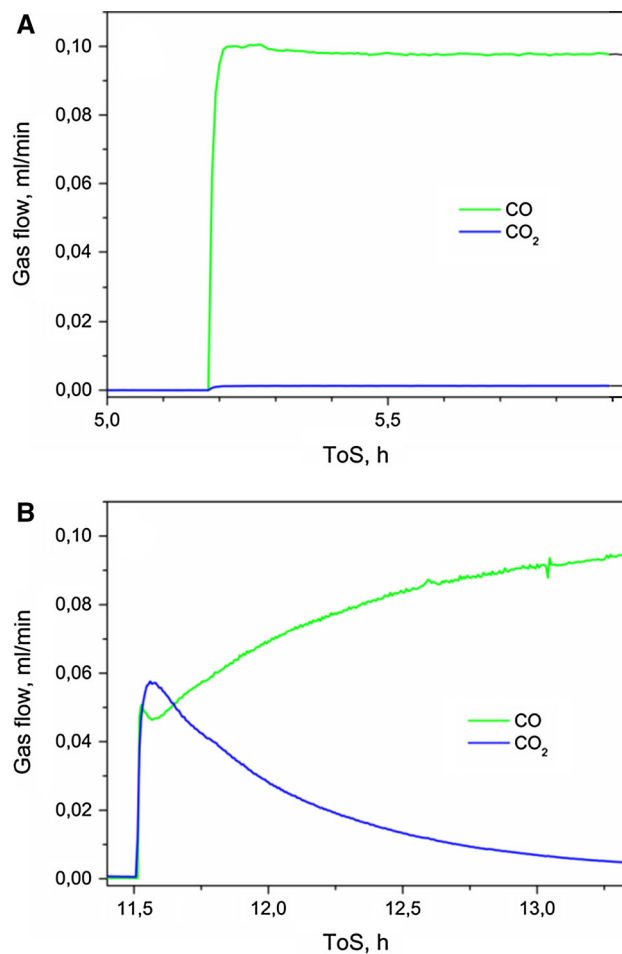 A
Gas flow, ml/min
0,10
0,08
0,06
0,04
0,02
0,00
CO
CO₂
5,0 5,5
ToS, h
B
Gas flow, ml/min
0,10
0,08
0,06
0,04
0,02
0,00
CO
CO₂
11,5 12,0 12,5 13,0
ToS, h